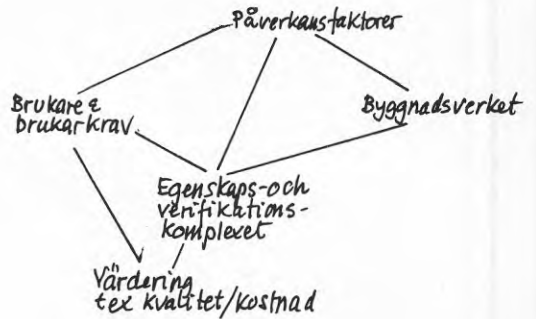 Påverkansfaktorer
Brukare &
brukarkrav
Byggnadsverket
Egenskaps-och
verifikations-
komplexet
Värdering
tex kvalitet/kostnad